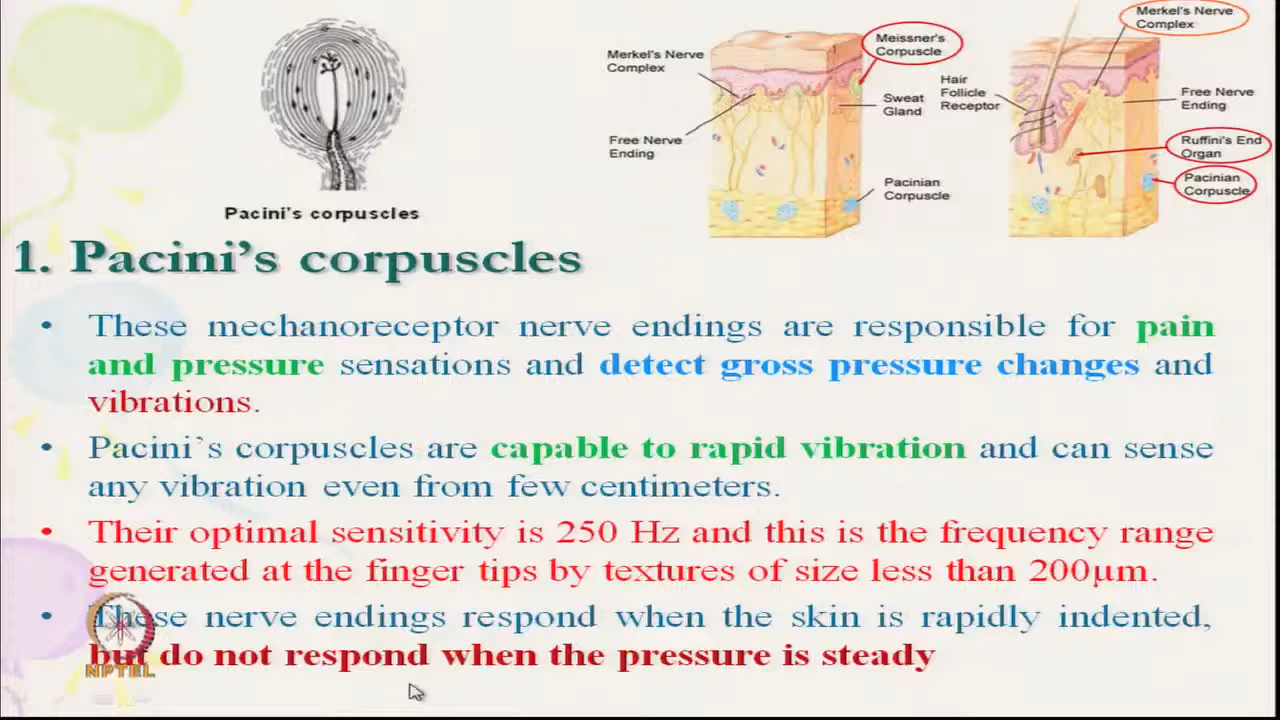 Merkel's Nerve
Complex
Meissner's
Corpuscle
Sweat
Gland
Free Nerve
Ending
Pacinian
Corpuscle
Merkel's Nerve
Complex
Hair
Follicle
Receptor
Free Nerve
Ending
Ruffini's End
Organ
Pacinian
Corpuscle
Pacini's corpuscles
1. Pacini's corpuscles
• These mechanoreceptor nerve endings are responsible for pain
and pressure sensations and detect gross pressure changes and
vibrations.
• Pacini's corpuscles are capable to rapid vibration and can sense
any vibration even from few centimeters.
• Their optimal sensitivity is 250 Hz and this is the frequency range
generated at the finger tips by textures of size less than 200µm.
• These nerve endings respond when the skin is rapidly indented,
but do not respond when the pressure is steady
NPTEL